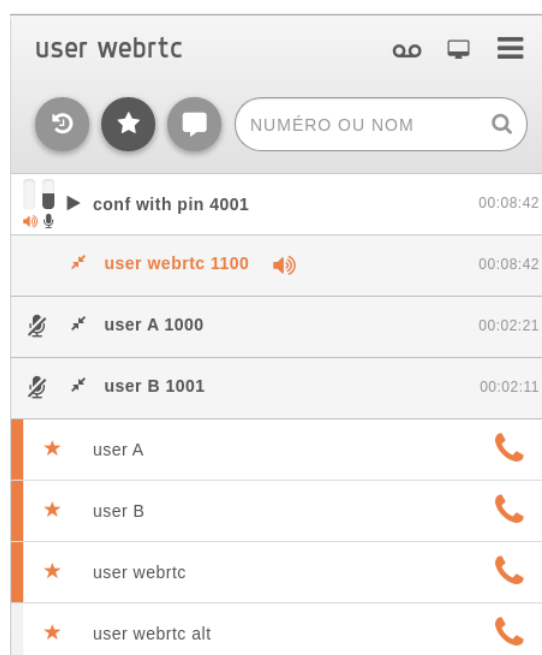 user webrtc
NUMÉRO OU NOM
conf with pin 4001 00:08:42
user webrtc 1100 00:08:42
user A 1000 00:02:21
user B 1001 00:02:11
user A
user B
user webrtc
user webrtc alt